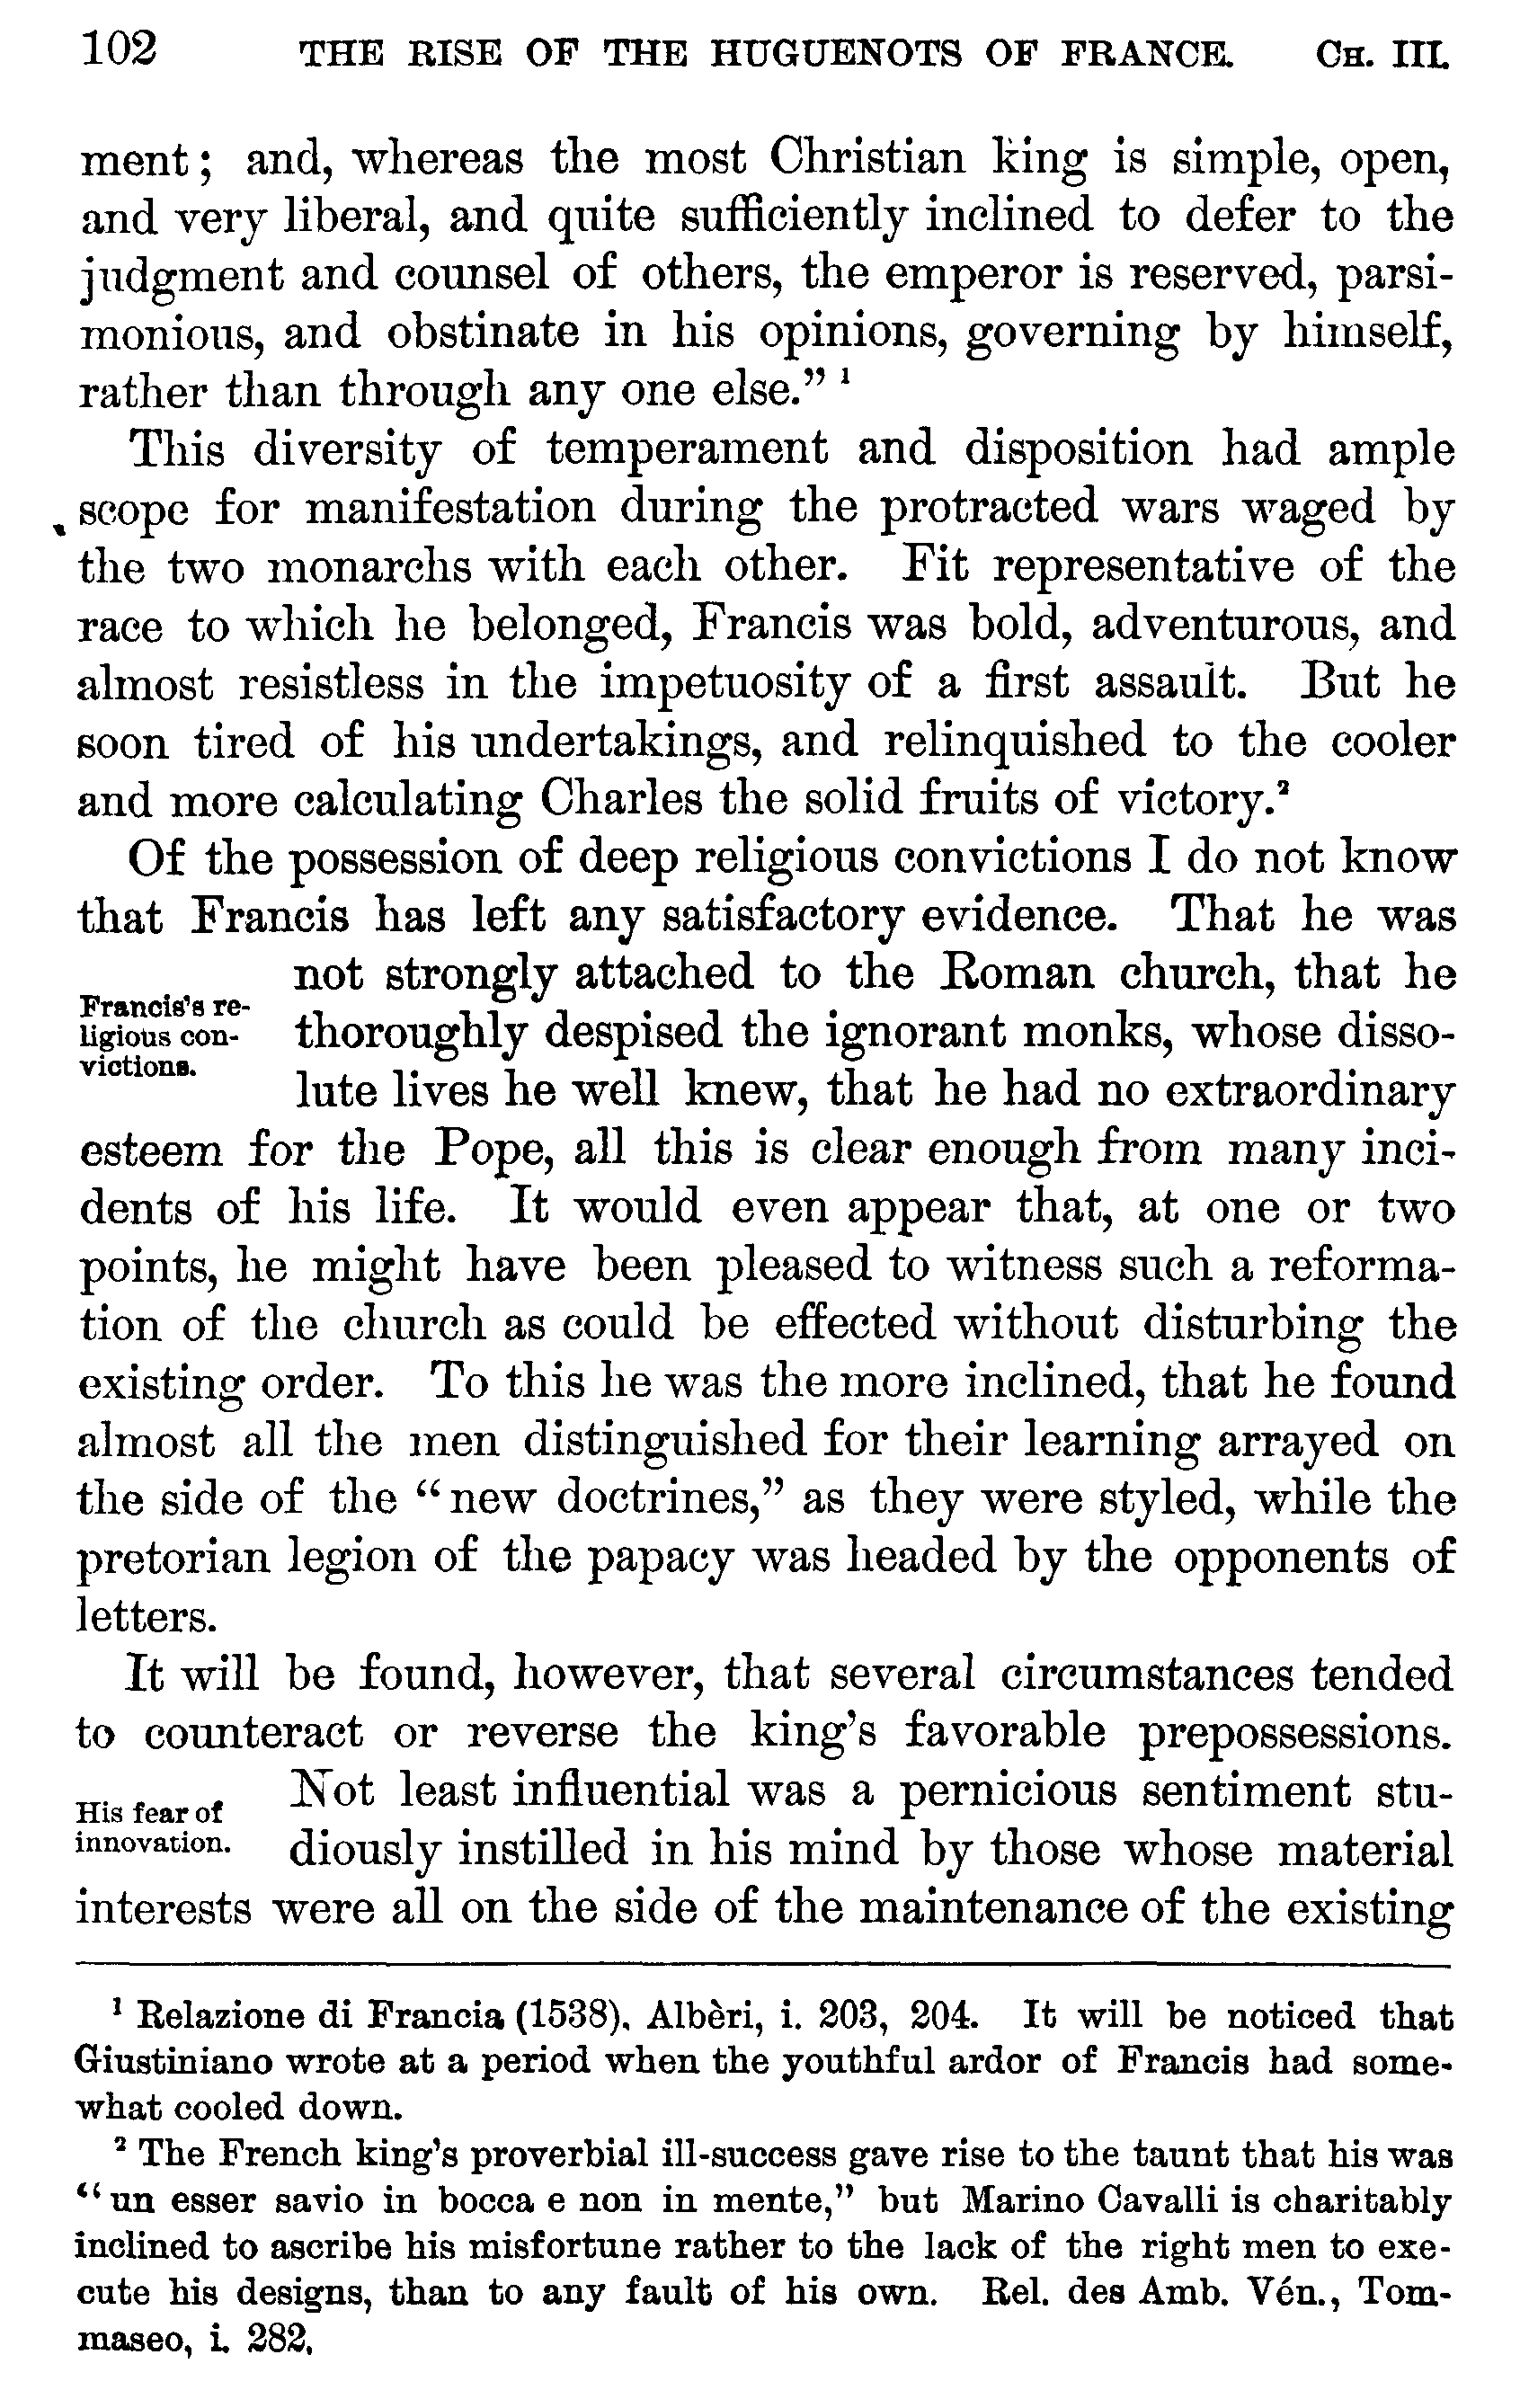 102 THE RISE OF THE HUGUENOTS OF FRANCE. CH. III.
ment; and, whereas the most Christian king is simple, open,
and very liberal, and quite sufficiently inclined to defer to the
judgment and counsel of others, the emperor is reserved, parsi-
monious, and obstinate in his opinions, governing by himself,
rather than through any one else.” ¹
This diversity of temperament and disposition had ample
scope for manifestation during the protracted wars waged by
the two monarchs with each other. Fit representative of the
race to which he belonged, Francis was bold, adventurous, and
almost resistless in the impetuosity of a first assault. But he
soon tired of his undertakings, and relinquished to the cooler
and more calculating Charles the solid fruits of victory.²
Of the possession of deep religious convictions I do not know
that Francis has left any satisfactory evidence. That he was
Francis's re-
ligious con-
victions.
not strongly attached to the Roman church, that he
thoroughly despised the ignorant monks, whose disso-
lute lives he well knew, that he had no extraordinary
esteem for the Pope, all this is clear enough from many inci-
dents of his life. It would even appear that, at one or two
points, he might have been pleased to witness such a reforma-
tion of the church as could be effected without disturbing the
existing order. To this he was the more inclined, that he found
almost all the men distinguished for their learning arrayed on
the side of the “new doctrines,” as they were styled, while the
pretorian legion of the papacy was headed by the opponents of
letters.
It will be found, however, that several circumstances tended
to counteract or reverse the king's favorable prepossessions.
His fear of
innovation.
Not least influential was a pernicious sentiment stu-
diously instilled in his mind by those whose material
interests were all on the side of the maintenance of the existing
¹ Relazione di Francia (1538), Albèri, i. 203, 204. It will be noticed that
Giustiniano wrote at a period when the youthful ardor of Francis had some-
what cooled down.
² The French king's proverbial ill-success gave rise to the taunt that his was
“un esser savio in bocca e non in mente,” but Marino Cavalli is charitably
inclined to ascribe his misfortune rather to the lack of the right men to exe-
cute his designs, than to any fault of his own. Rel. des Amb. Vén., Tom-
maseo, i. 282.